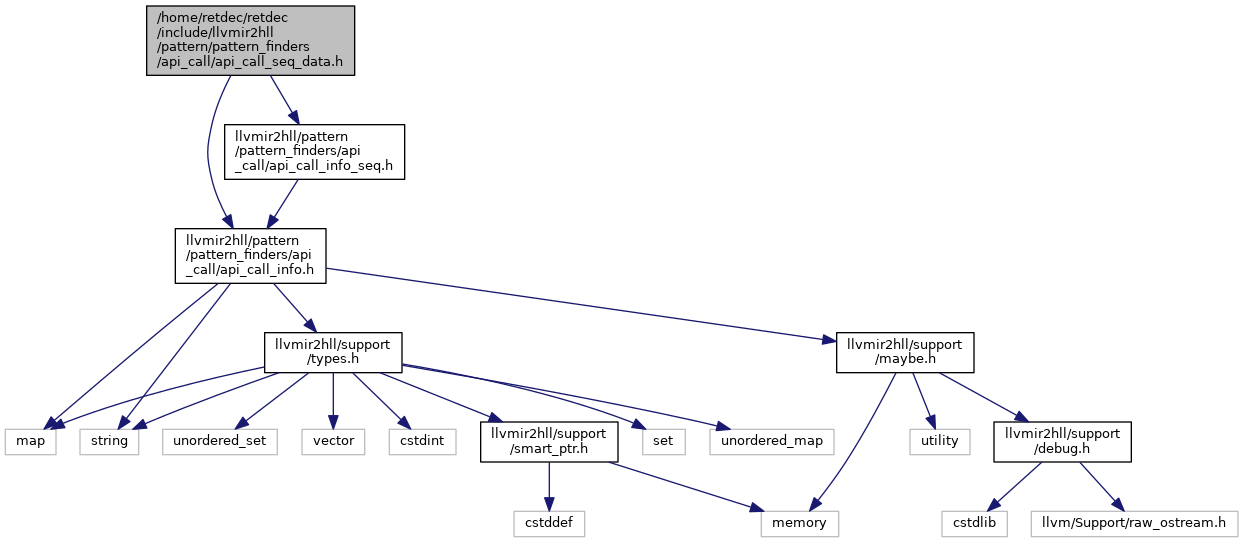 /home/retdec/retdec
/include/llvmir2hll
/pattern/pattern_finders
/api_call/api_call_seq_data.h
llvmir2hll/pattern
/pattern_finders/api
_call/api_call_info_seq.h
llvmir2hll/pattern
/pattern_finders/api
_call/api_call_info.h
llvmir2hll/support
/types.h
llvmir2hll/support
/maybe.h
map
string
unordered_set
vector
cstdint
llvmir2hll/support
/smart_ptr.h
set
unordered_map
utility
llvmir2hll/support
/debug.h
cstddef
memory
cstdlib
llvm/Support/raw_ostream.h